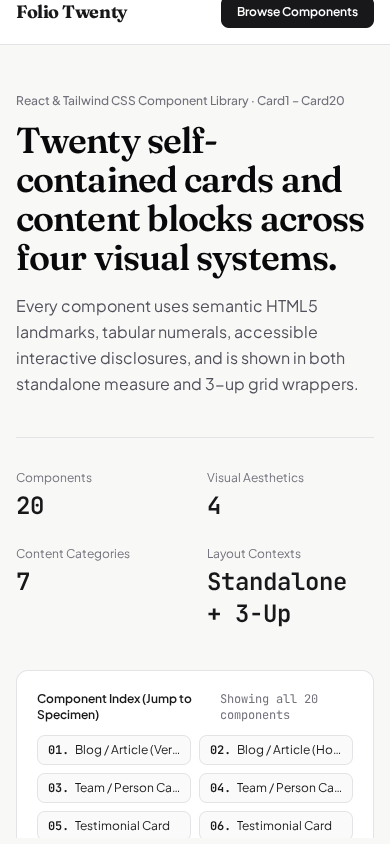 Folio Twenty
Browse Components
React & Tailwind CSS Component Library · Card1 – Card20
Twenty self-
contained cards and
content blocks across
four visual systems.
Every component uses semantic HTML5
landmarks, tabular numerals, accessible
interactive disclosures, and is shown in both
standalone measure and 3-up grid wrappers.
Components
20
Visual Aesthetics
4
Content Categories
7
Layout Contexts
Standalone
+ 3-Up
Component Index (Jump to
Specimen)
Showing all 20
components
01. Blog / Article (Ver...
02. Blog / Article (Ho...
03. Team / Person Ca...
04. Team / Person Ca...
05. Testimonial Card
06. Testimonial Card